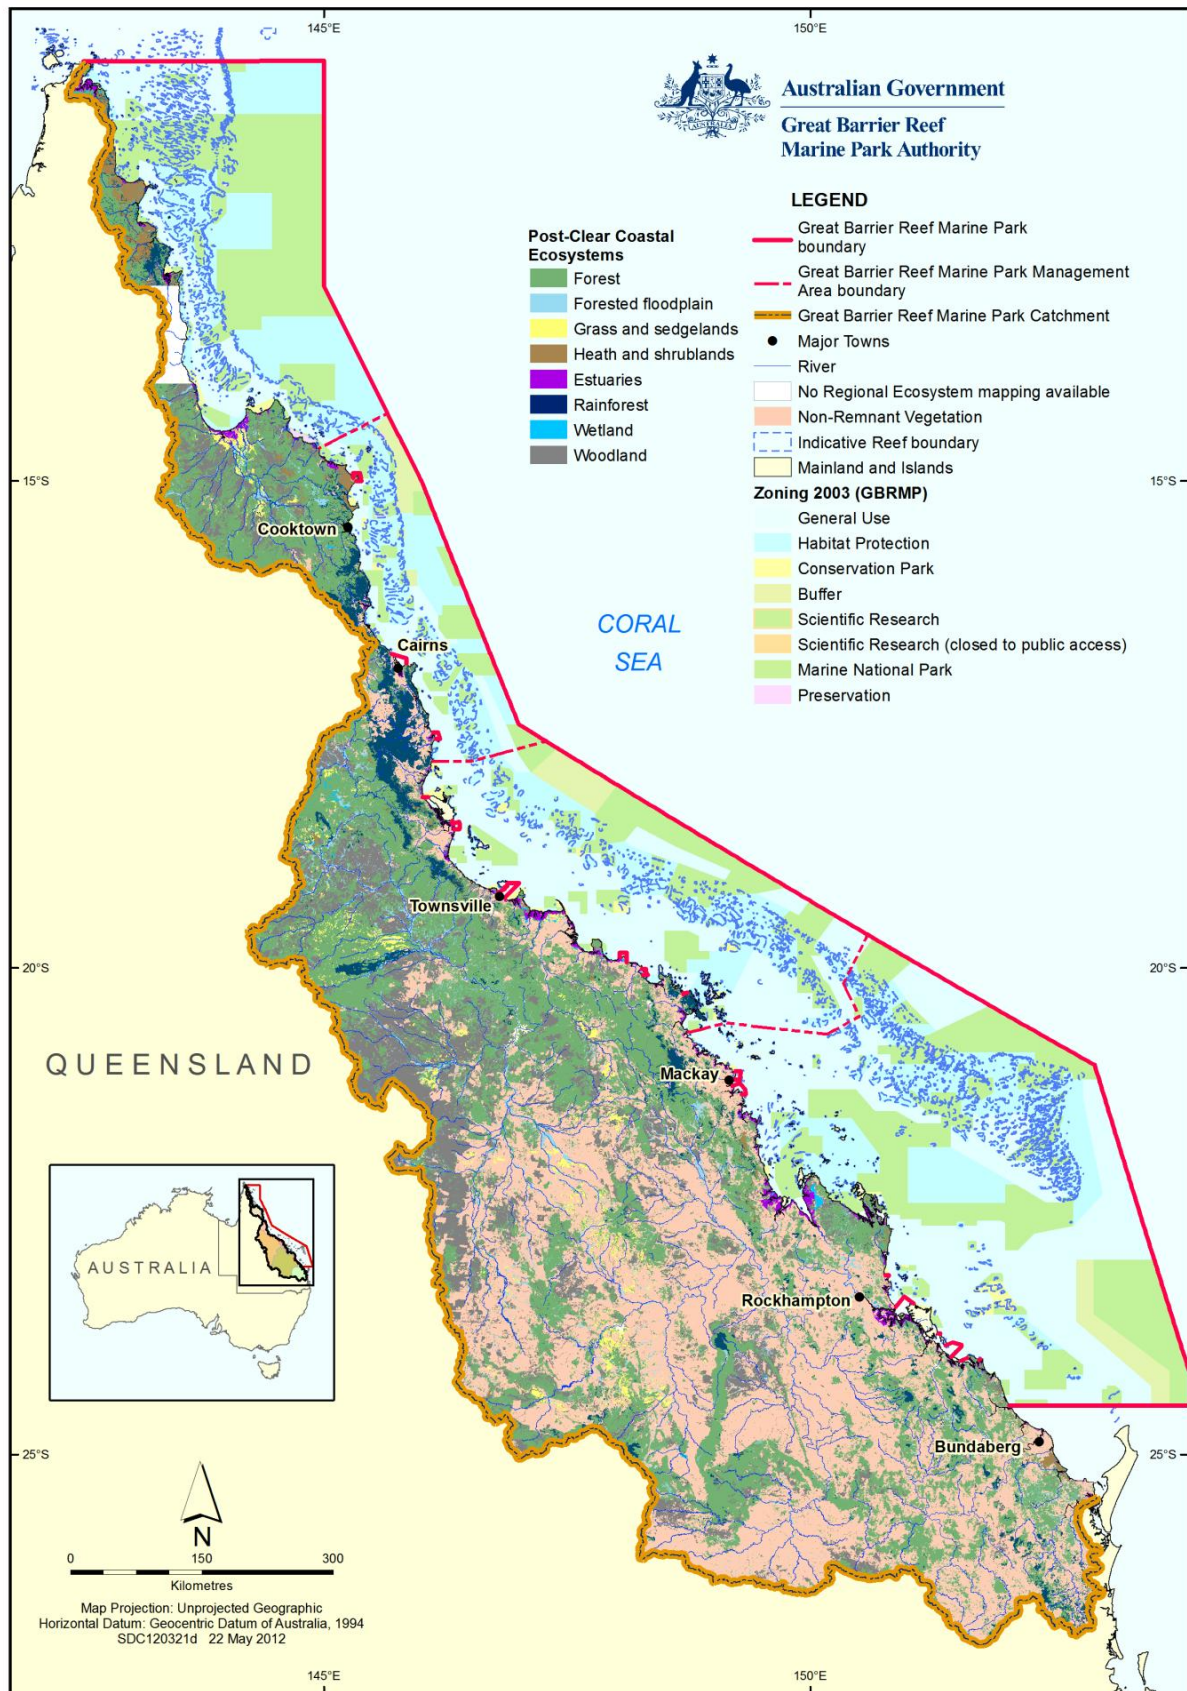 145°E
150°E
Australian Government
Great Barrier Reef
Marine Park Authority
AUSTRALIA
LEGEND
Great Barrier Reef Marine Park
boundary
Great Barrier Reef Marine Park Management
Area boundary
Great Barrier Reef Marine Park Catchment
Major Towns
River
No Regional Ecosystem mapping available
Non-Remnant Vegetation
Indicative Reef boundary
Mainland and Islands
Zoning 2003 (GBRMP)
General Use
Habitat Protection
Conservation Park
Buffer
Scientific Research
Scientific Research (closed to public access)
Marine National Park
Preservation
Post-Clear Coastal
Ecosystems
Forest
Forested floodplain
Grass and sedgelands
Heath and shrublands
Estuaries
Rainforest
Wetland
Woodland
15°S
15°S
Cooktown
CORAL
SEA
Cairns
Townsville
20°S
20°S
QUEENSLAND
Mackay
AUSTRALIA
Rockhampton
Bundaberg
25°S
25°S
N
0 150 300
Kilometres
Map Projection: Unprojected Geographic
Horizontal Datum: Geocentric Datum of Australia, 1994
SDC120321d 22 May 2012
145°E
150°E